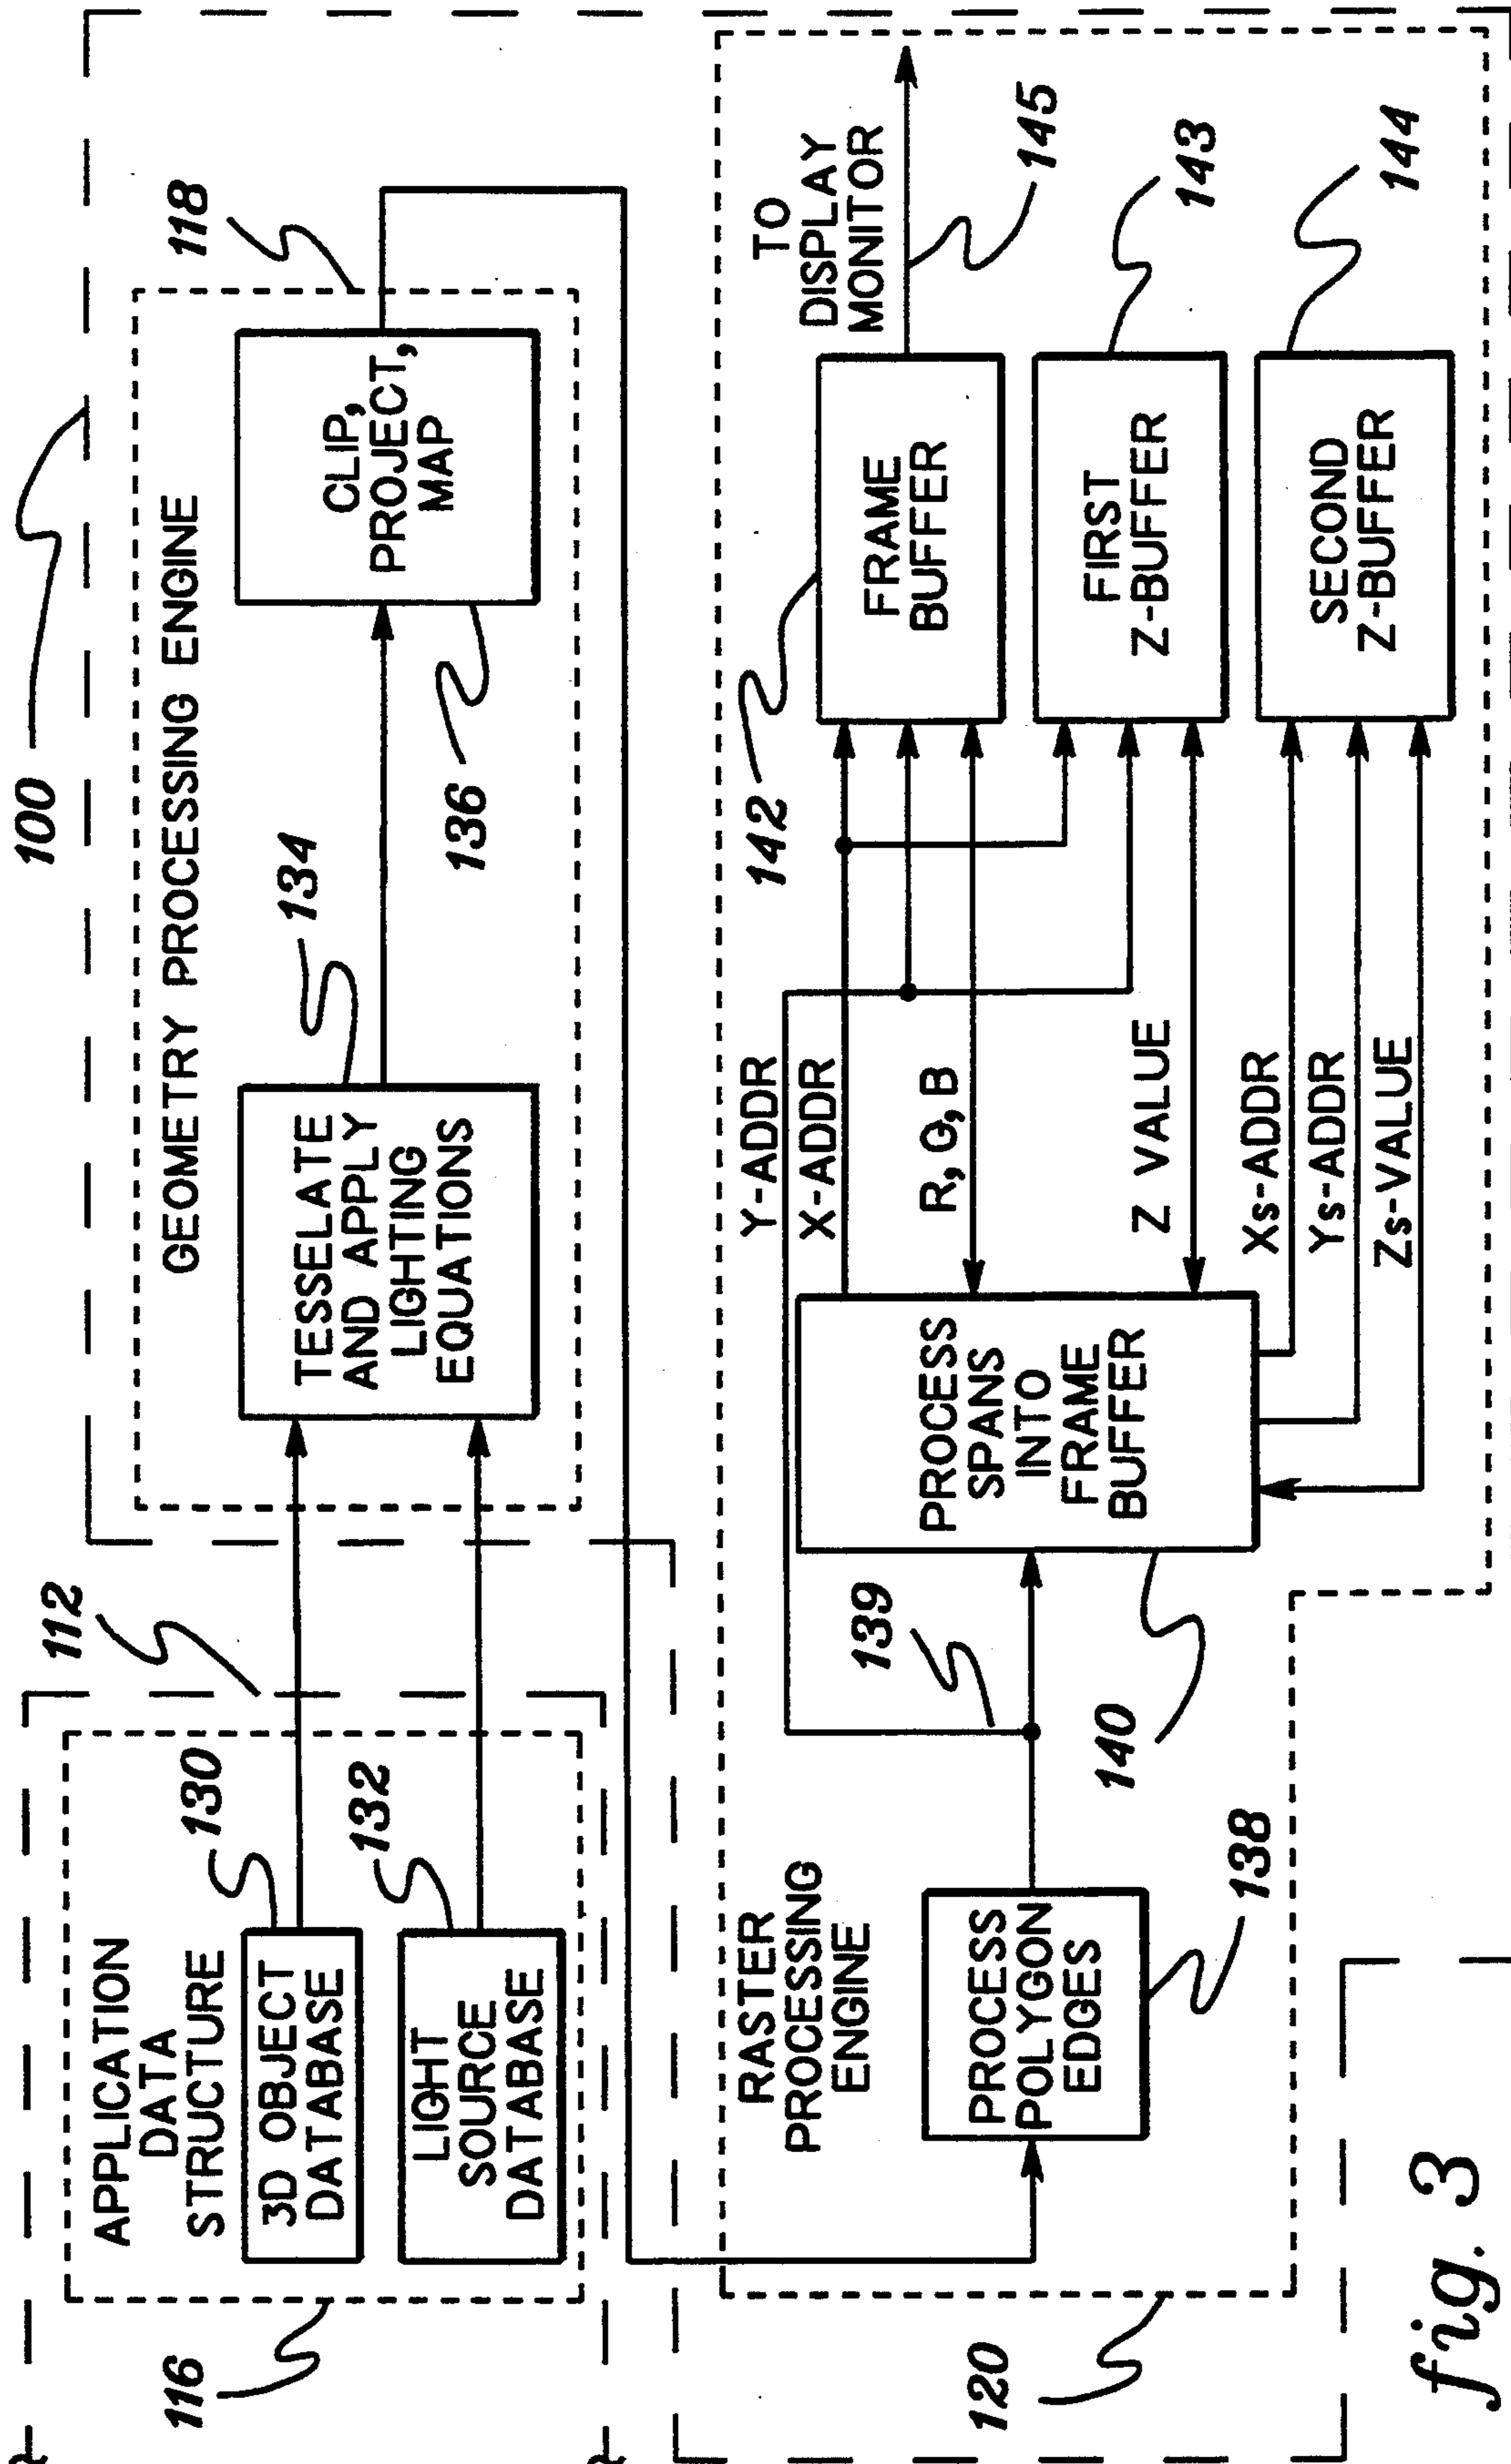 100
112
116
APPLICATION
DATA
STRUCTURE
130
3D OBJECT
DATABASE
132
LIGHT
SOURCE
DATABASE
118
GEOMETRY PROCESSING ENGINE
134
TESSELATE
AND APPLY
LIGHTING
EQUATIONS
136
CLIP,
PROJECT,
MAP
120
RASTER
PROCESSING
ENGINE
138
PROCESS
POLYGON
EDGES
139
140
PROCESS
SPANS
INTO
FRAME
BUFFER
Y-ADDR
X-ADDR
R, G, B
Z VALUE
Xs-ADDR
Ys-ADDR
Zs-VALUE
142
FRAME
BUFFER
TO
DISPLAY
MONITOR
145
FIRST
Z-BUFFER
143
SECOND
Z-BUFFER
144
fig. 3